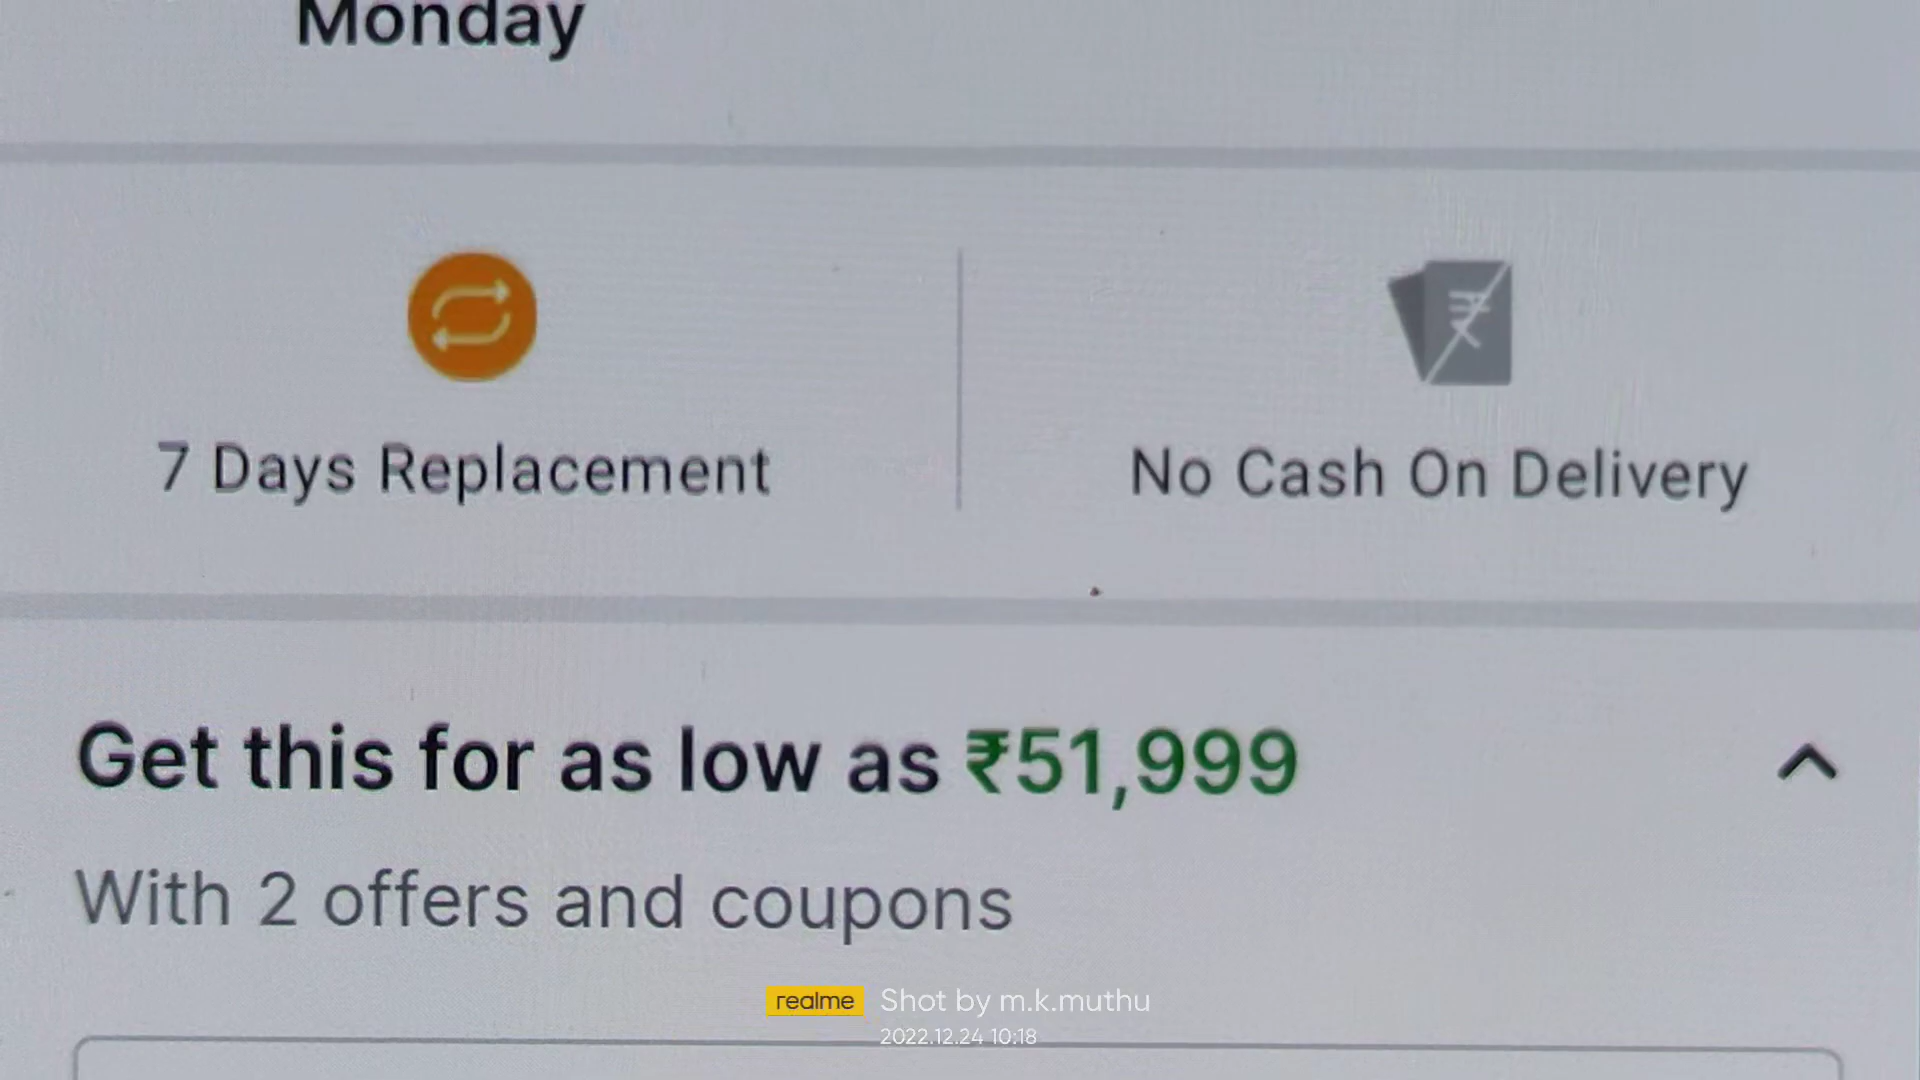 Monday
7 Days Replacement
No Cash On Delivery
Get this for as low as ₹51,999
With 2 offers and coupons
realme Shot by m.k.muthu
2022.12.24 10:18